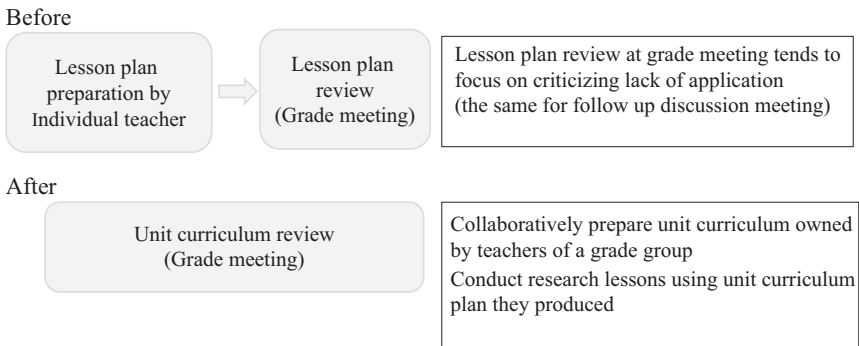 Before
Lesson plan
preparation by
Individual teacher
Lesson plan
review
(Grade meeting)
Lesson plan review at grade meeting tends to
focus on criticizing lack of application
(the same for follow up discussion meeting)
After
Unit curriculum review
(Grade meeting)
Collaboratively prepare unit curriculum owned
by teachers of a grade group
Conduct research lessons using unit curriculum
plan they produced